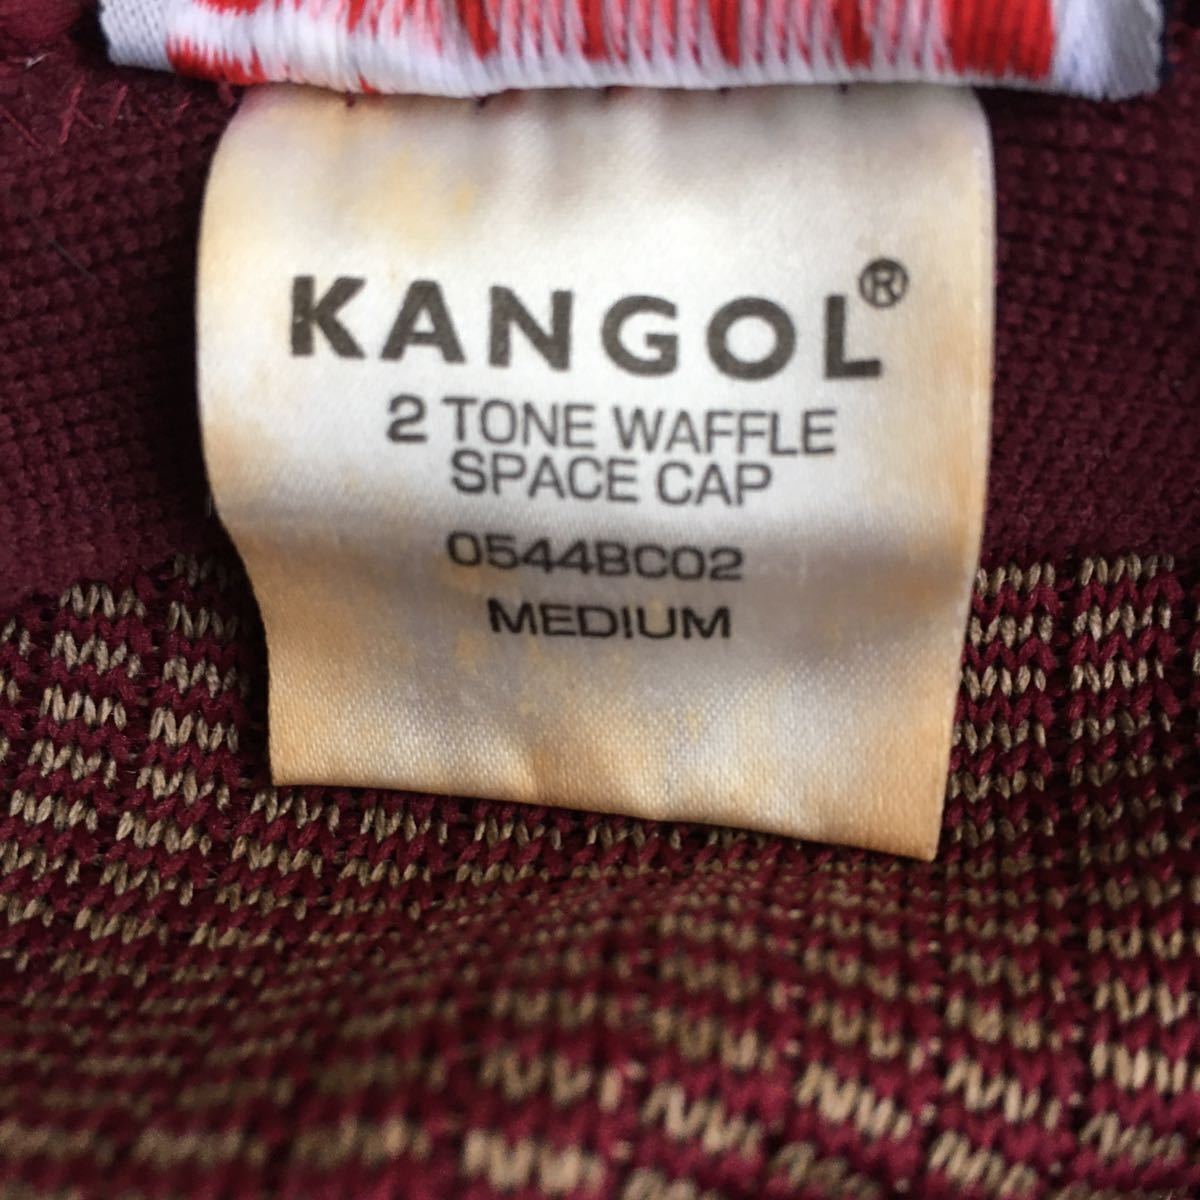 KANGOL®
2 TONE WAFFLE
SPACE CAP
0544BC02
MEDIUM